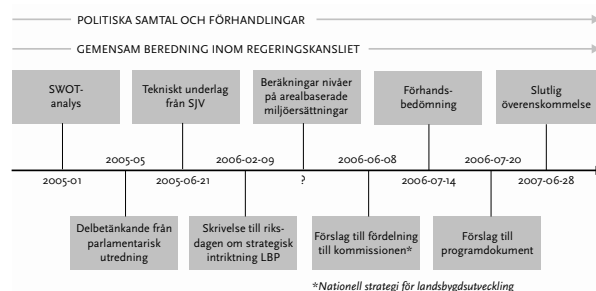 POLITISKA SAMTAL OCH FÖRHANDLINGAR
GEMENSAM BEREDNING INOM REGERINGSKANSLIET
SWOT-
analys
Tekniskt underlag
från SJV
Beräkningar nivåer
på arealbaserade
miljöersättningar
Förhands-
bedömning
Slutlig
överenskommelse
2005-05
2006-02-09
2006-06-08
2006-07-20
2005-01
2005-06-21
?
2006-07-14
2007-06-28
Delbetänkande från
parlamentarisk
utredning
Skrivelse till riks-
dagen om strategisk
intriktning LBP
Förslag till fördelning
till kommissionen*
Förslag till
programdokument
*Nationell strategi för landsbygdsutveckling